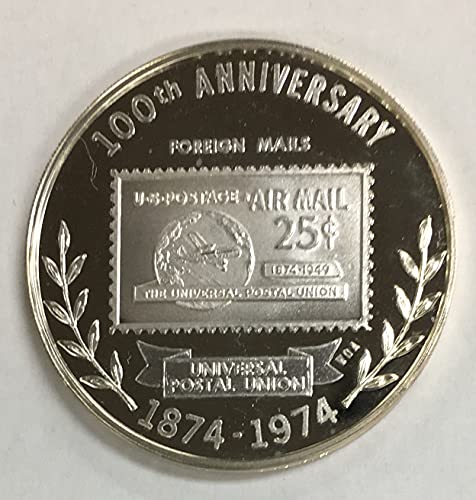 100th ANNIVERSARY
FOREIGN MAILS
U·S·POSTAGE AIR MAIL
25¢
1874·1949
THE UNIVERSAL POSTAL UNION
UNIVERSAL
POSTAL UNION
1874-1974